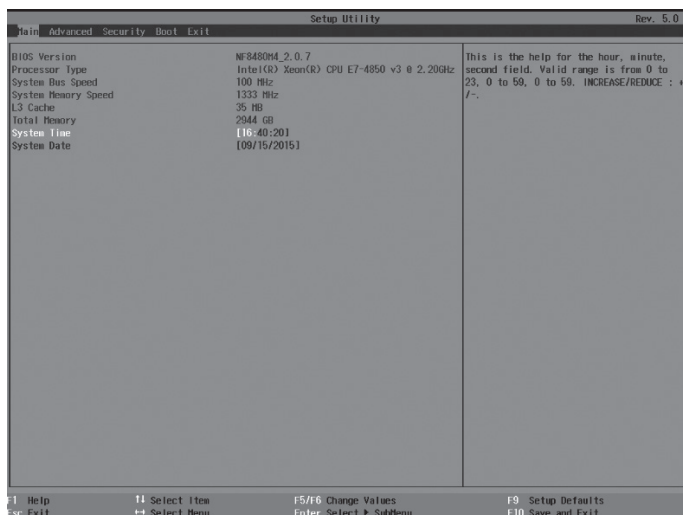 Setup Utility Rev. 5.0
Main Advanced Security Boot Exit
BIOS Version NF8480M4_2.0.7
Processor Type Intel(R) Xeon(R) CPU E7-4850 v3 @ 2.20GHz
System Bus Speed 100 MHz
System Memory Speed 1333 MHz
L3 Cache 35 MB
Total Memory 2944 GB
System Time [16:40:20]
System Date [09/15/2015]
This is the help for the hour, minute,
second field. Valid range is from 0 to
23, 0 to 59, 0 to 59. INCREASE/REDUCE : +
/-.
F1 Help ↑↓ Select Item F5/F6 Change Values F9 Setup Defaults
Esc Exit ↔ Select Menu Enter Select ▶ SubMenu F10 Save and Exit